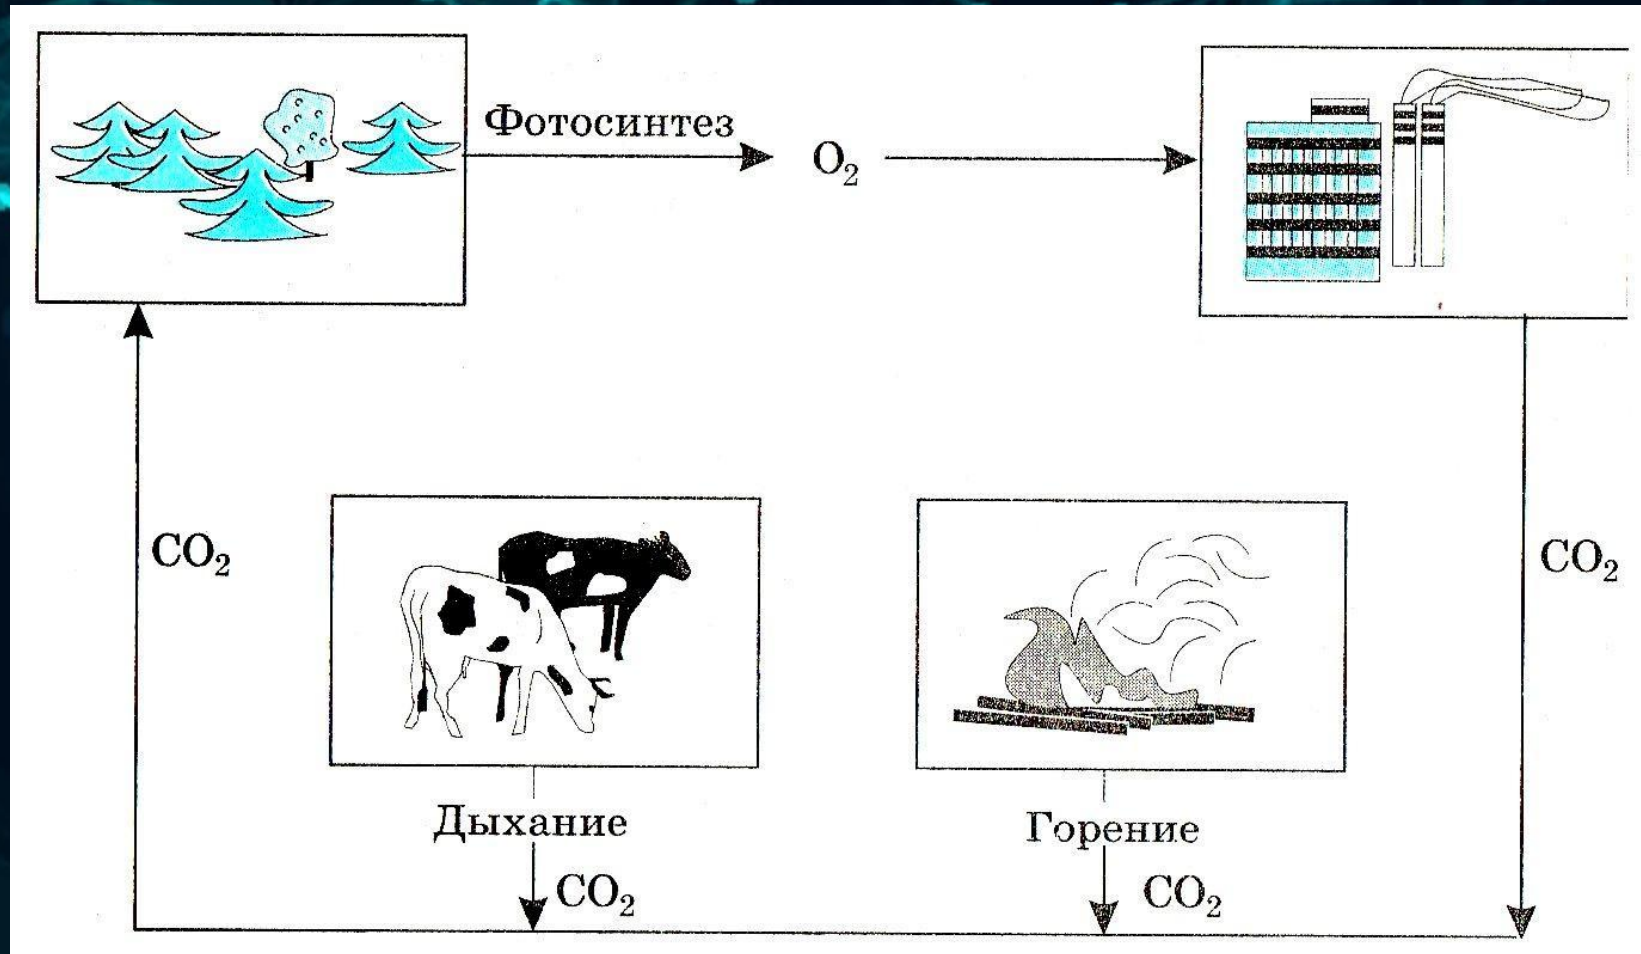 Фотосинтез
O₂
CO₂
CO₂
Дыхание
Горение
CO₂
CO₂